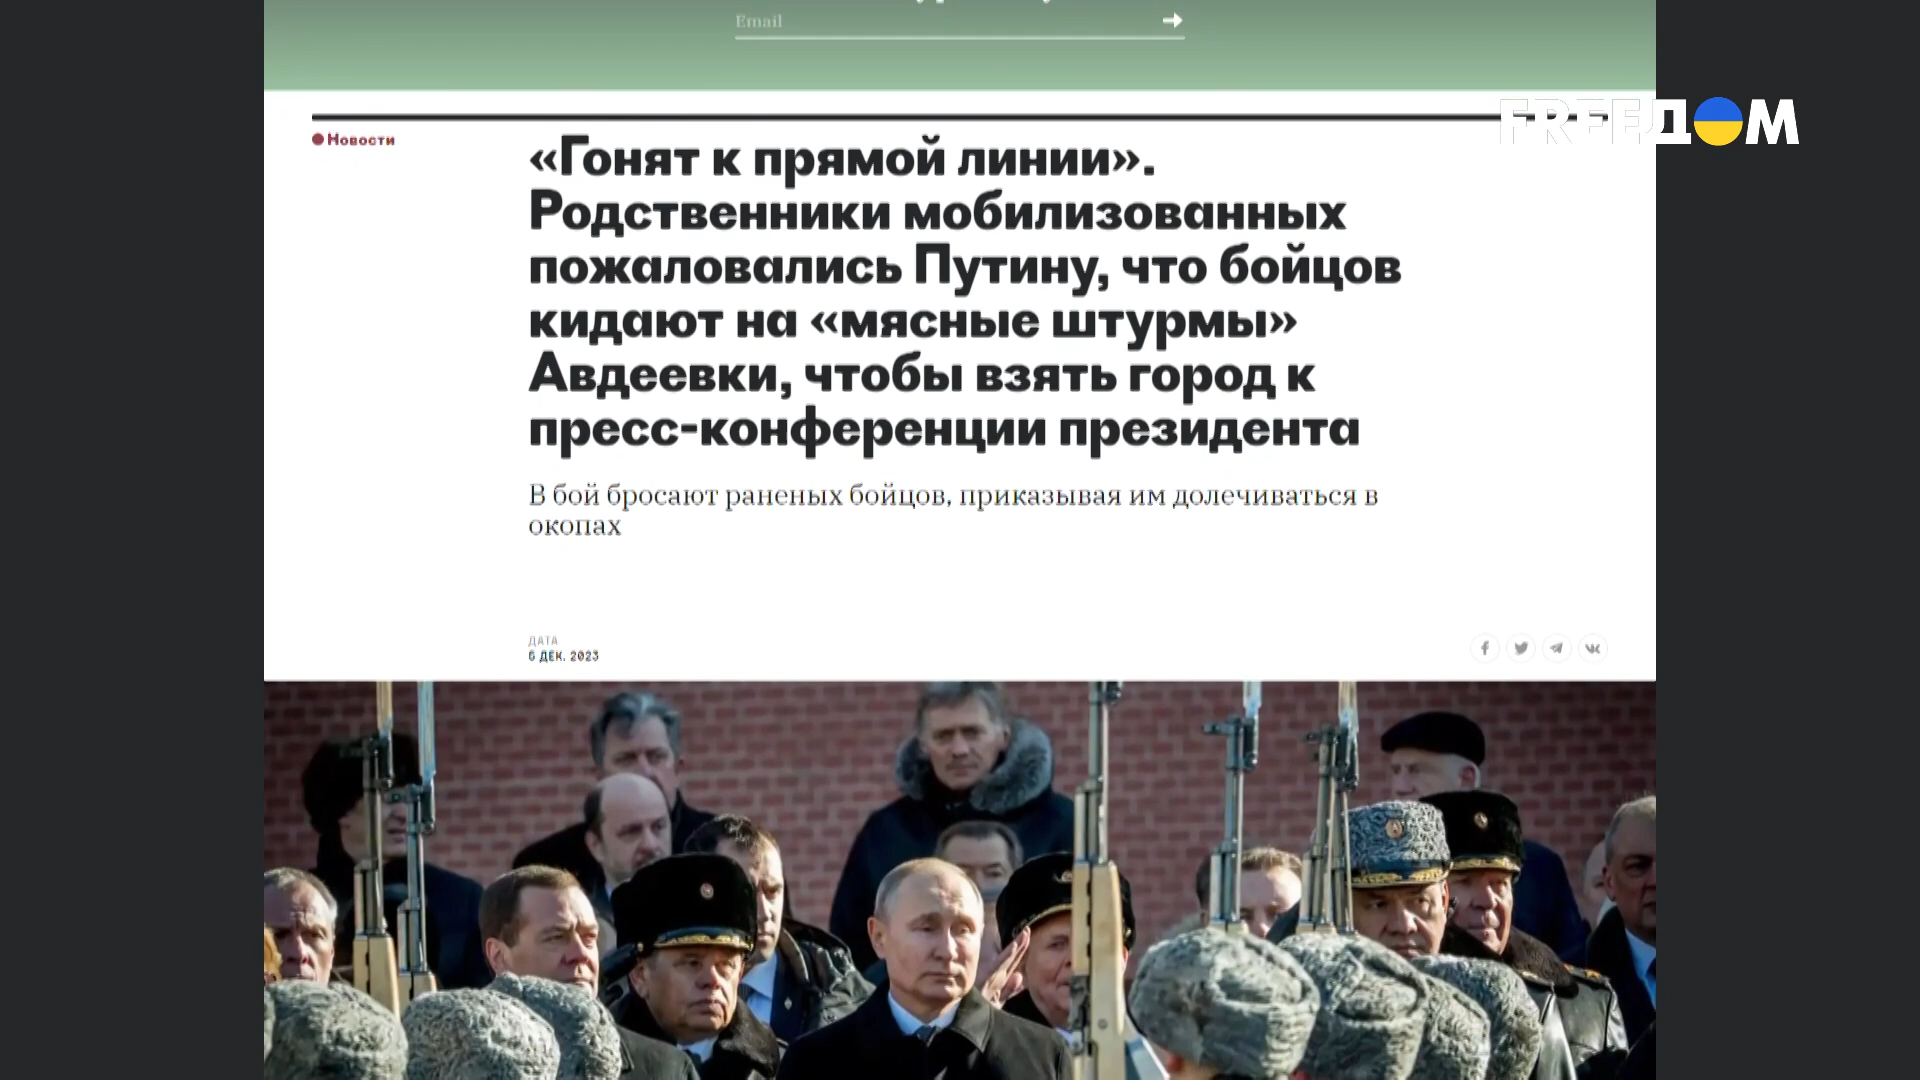 Email
FREEДOM
Новости
«Гонят к прямой линии».
Родственники мобилизованных
пожаловались Путину, что бойцов
кидают на «мясные штурмы»
Авдеевки, чтобы взять город к
пресс-конференции президента
В бой бросают раненых бойцов, приказывая им долечиваться в
окопах
ДАТА
6 ДЕК. 2023